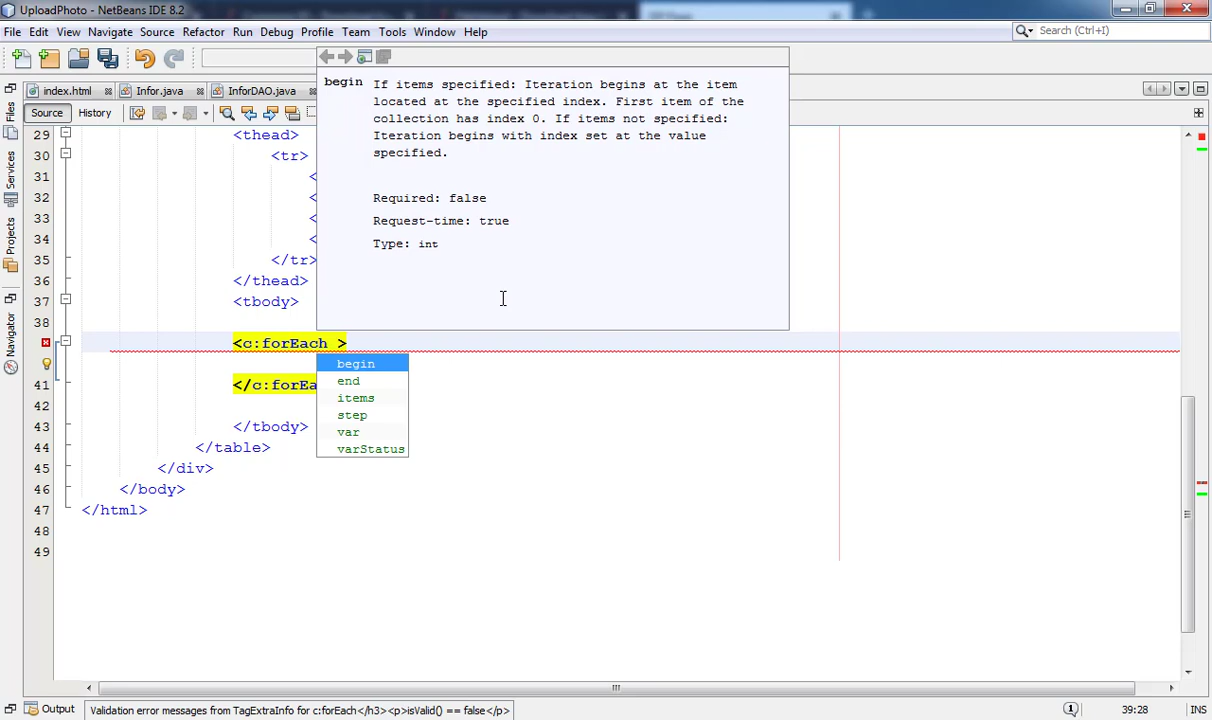 UploadPhoto - NetBeans IDE 8.2
File Edit View Navigate Source Refactor Run Debug Profile Team Tools Window Help
Search (Ctrl+I)
index.html Infor.java InforDAO.java
Source History
Files
Services
Projects
Navigator
begin
If items specified: Iteration begins at the item
located at the specified index. First item of the
collection has index 0. If items not specified:
Iteration begins with index set at the value
specified.
Required: false
Request-time: true
Type: int
29 <thead>
30 <tr>
31 <
32 <
33 <
34 <
35 </tr>
36 </thead>
37 <tbody>
38
<c:forEach >
begin
end
items
step
var
varStatus
41 </c:forEa
42
43 </tbody>
44 </table>
45 </div>
46 </body>
47 </html>
48
49
Output
Validation error messages from TagExtraInfo for c:forEach</h3><p>isValid() == false</p>
1
39:28
INS